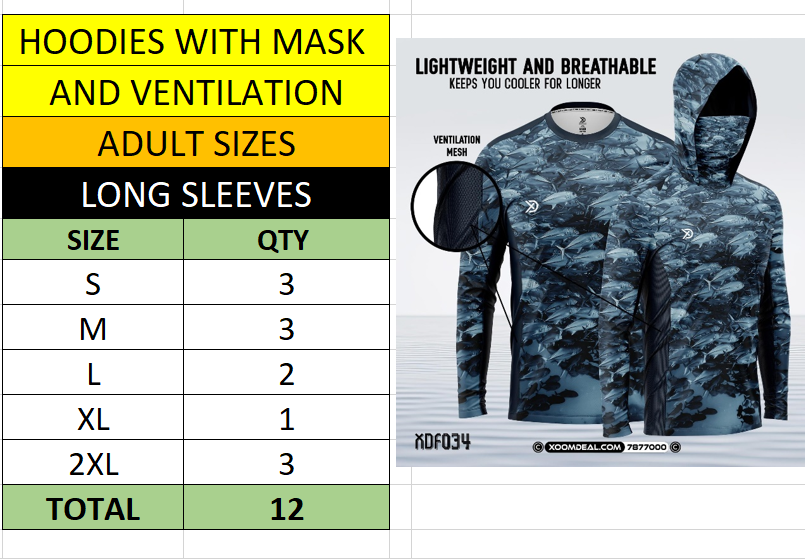 HOODIES WITH MASK
AND VENTILATION
ADULT SIZES
LONG SLEEVES
SIZE QTY
S 3
M 3
L 2
XL 1
2XL 3
TOTAL 12
LIGHTWEIGHT AND BREATHABLE
KEEPS YOU COOLER FOR LONGER
VENTILATION
MESH
XDF034
XOOMDEAL.COM 7877000